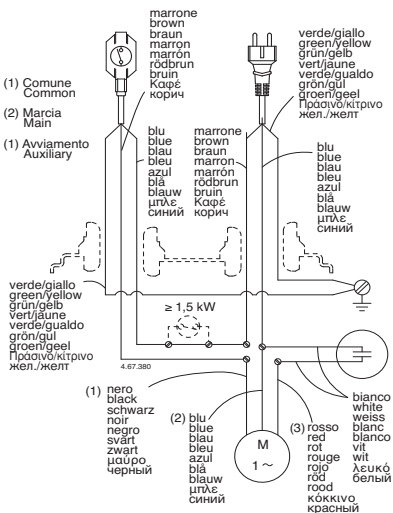 marrone
brown
braun
marron
marrón
rödbrun
bruin
Καφέ
корич
verde/giallo
green/yellow
grün/gelb
vert/jaune
verde/gualdo
grön/gul
groen/geel
Πράσινο/κίτρινο
жел./желт
(1) Comune
Common
(2) Marcia
Main
(1) Avviamento
Auxiliary
blu
blue
blau
bleu
azul
blå
blauw
μπλε
синий
marrone
brown
braun
marron
marrón
rödbrun
bruin
Καφέ
корич
blu
blue
blau
bleu
azul
blå
blauw
μπλε
синий
verde/giallo
green/yellow
grün/gelb
vert/jaune
verde/gualdo
grön/gul
groen/geel
Πράσινο/κίτρινο
жел./желт
≥ 1,5 kW
4.67.380
(1) nero
black
schwarz
noir
negro
svart
zwart
μαύρο
черный
(2) blu
blue
blau
bleu
azul
blå
blauw
μπλε
синий
M
1 ~
(3) rosso
red
rot
rouge
rojo
röd
rood
κόκκινο
красный
bianco
white
weiss
blanc
blanco
vit
wit
λευκό
белый